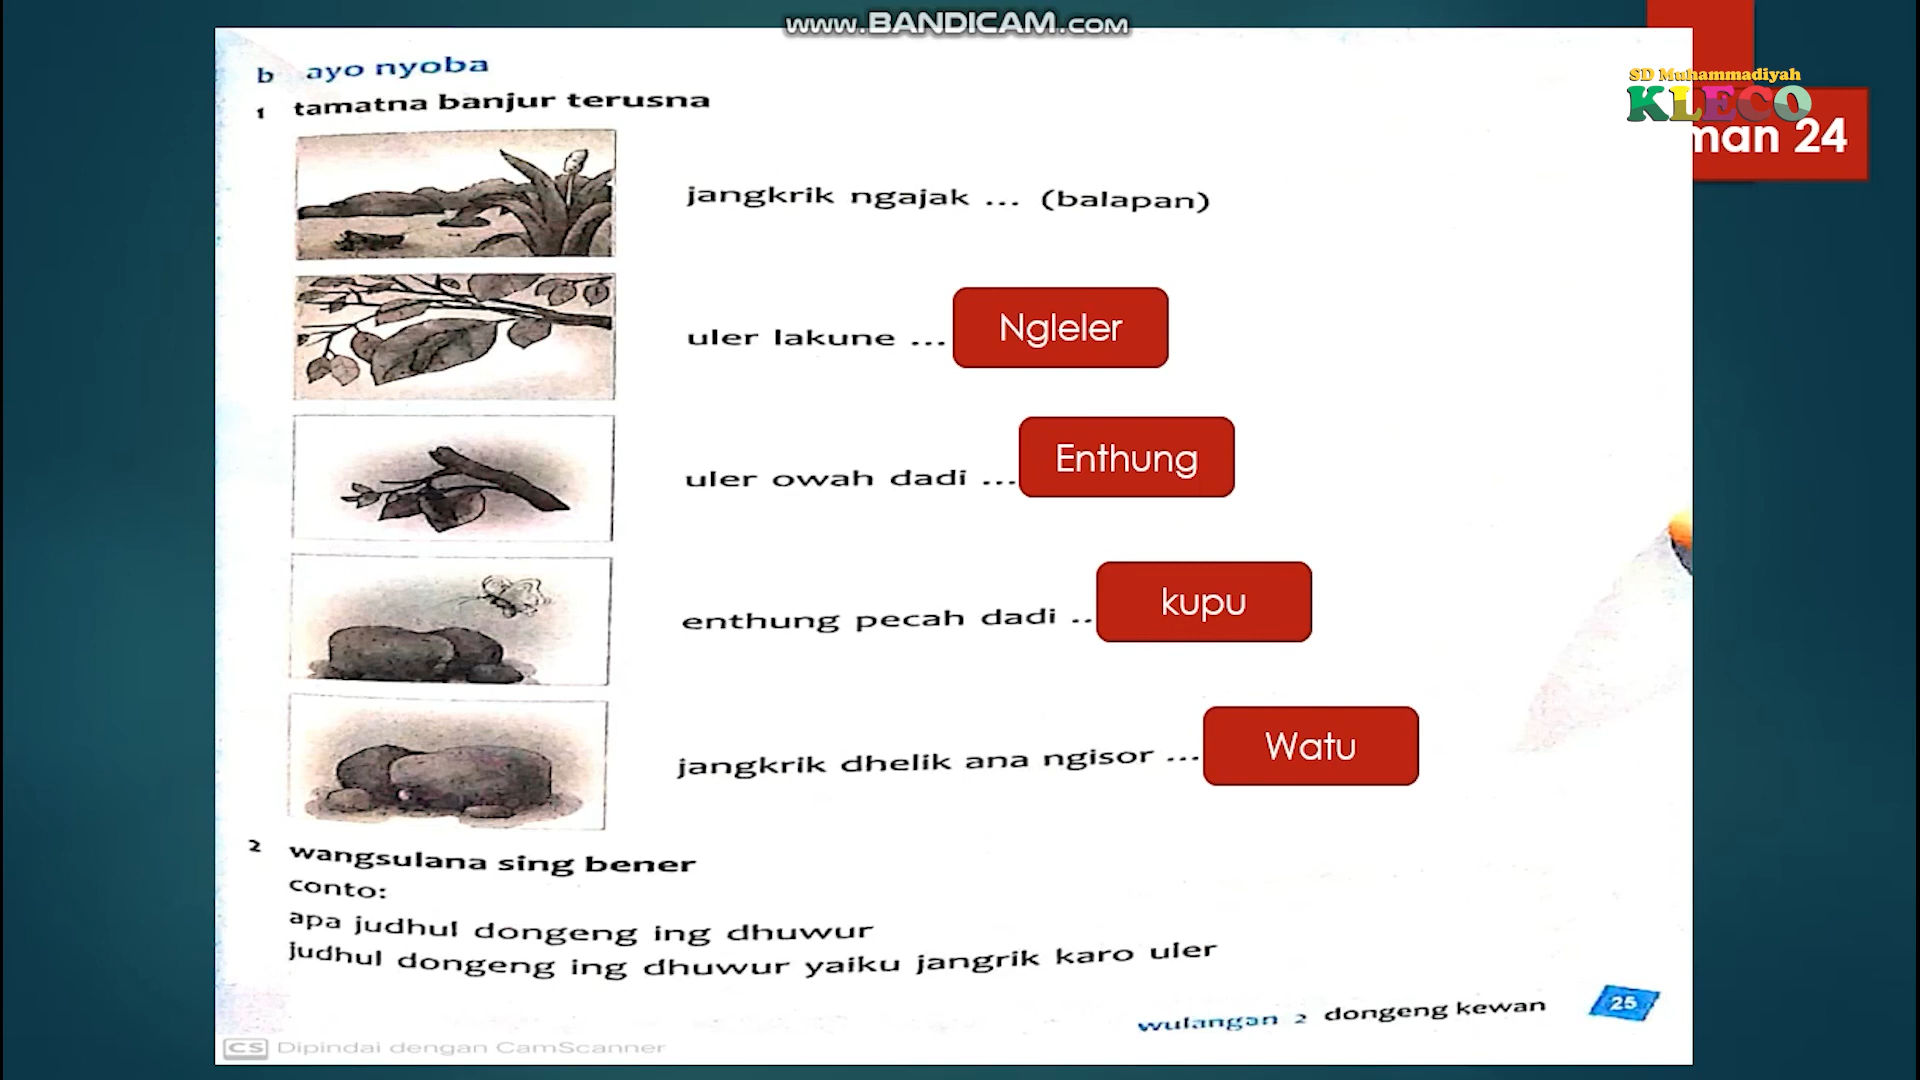 www.BANDICAM.com
SD Muhammadiyah
KLECO
man 24
b ayo nyoba
1 tamatna banjur terusna
jangkrik ngajak ... (balapan)
uler lakune ... Ngleler
uler owah dadi ... Enthung
enthung pecah dadi .. kupu
jangkrik dhelik ana ngisor ... Watu
2 wangsulana sing bener
conto:
apa judhul dongeng ing dhuwur
judhul dongeng ing dhuwur yaiku jangrik karo uler
wulangan 2 dongeng kewan 25
CS Dipindai dengan CamScanner